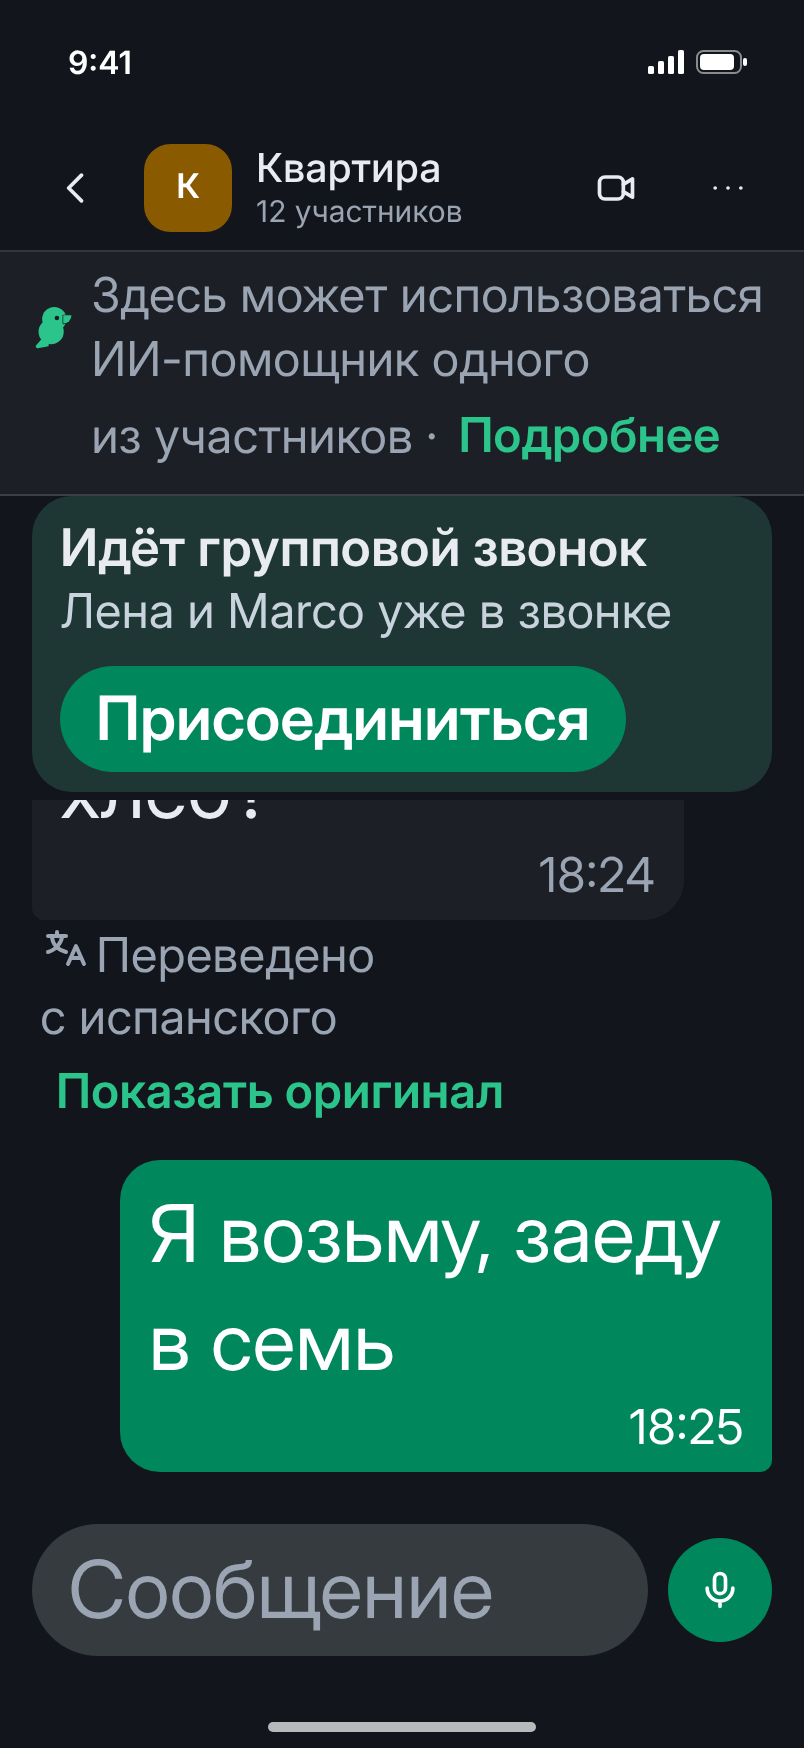 9:41
К
Квартира
12 участников
Здесь может использоваться
ИИ-помощник одного
из участников · Подробнее
Идёт групповой звонок
Лена и Marco уже в звонке
Присоединиться
18:24
Переведено
с испанского
Показать оригинал
Я возьму, заеду
в семь
18:25
Сообщение